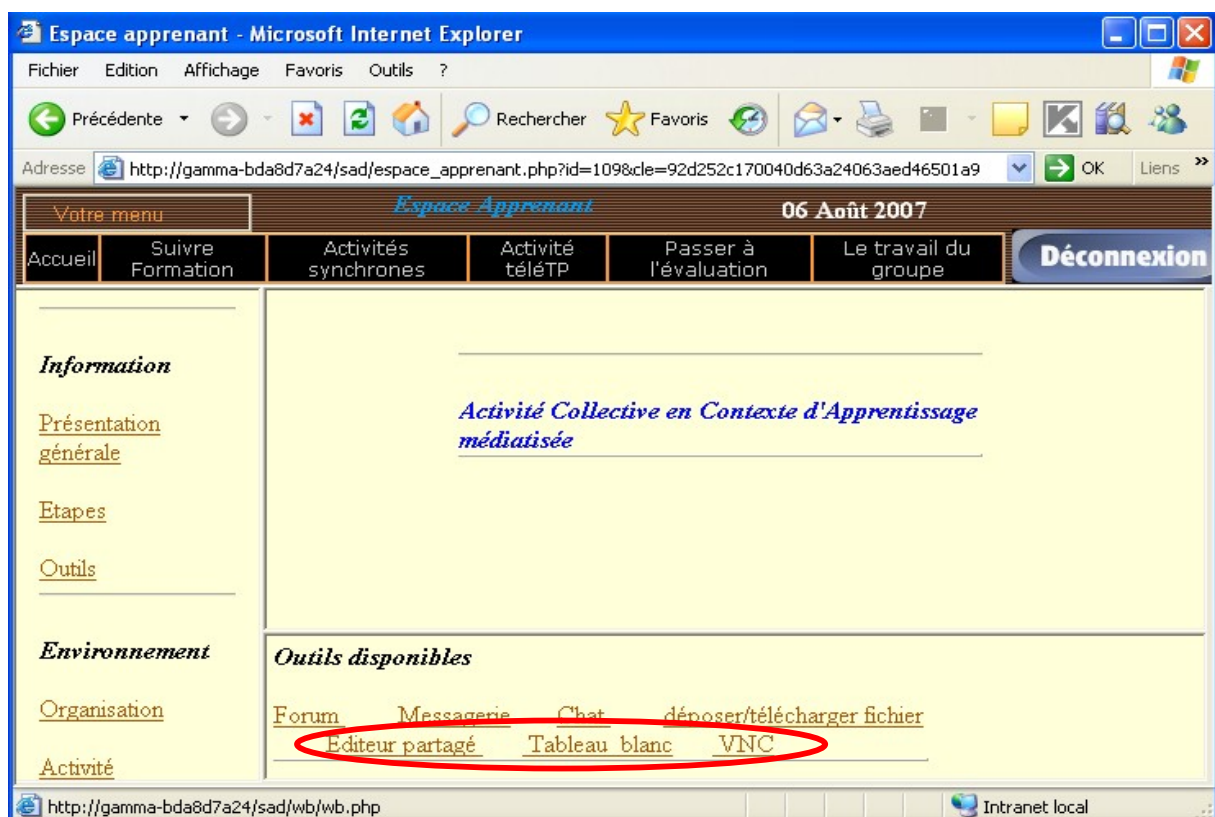 Espace apprenant - Microsoft Internet Explorer
Fichier Edition Affichage Favoris Outils ?
Précédente Rechercher Favoris
Adresse http://gamma-bda8d7a24/sad/espace_apprenant.php?id=109&cle=92d252c170040d63a24063aed46501a9 OK Liens »
Votre menu Espace Apprenant 06 Août 2007
Accueil Suivre Formation Activités synchrones Activité téléTP Passer à l'évaluation Le travail du groupe Déconnexion
Information
Présentation
générale
Etapes
Outils
Environnement
Organisation
Activité
Activité Collective en Contexte d'Apprentissage
médiatisée
Outils disponibles
Forum Messagerie Chat déposer/télécharger fichier
Editeur partagé Tableau blanc VNC
http://gamma-bda8d7a24/sad/wb/wb.php Intranet local